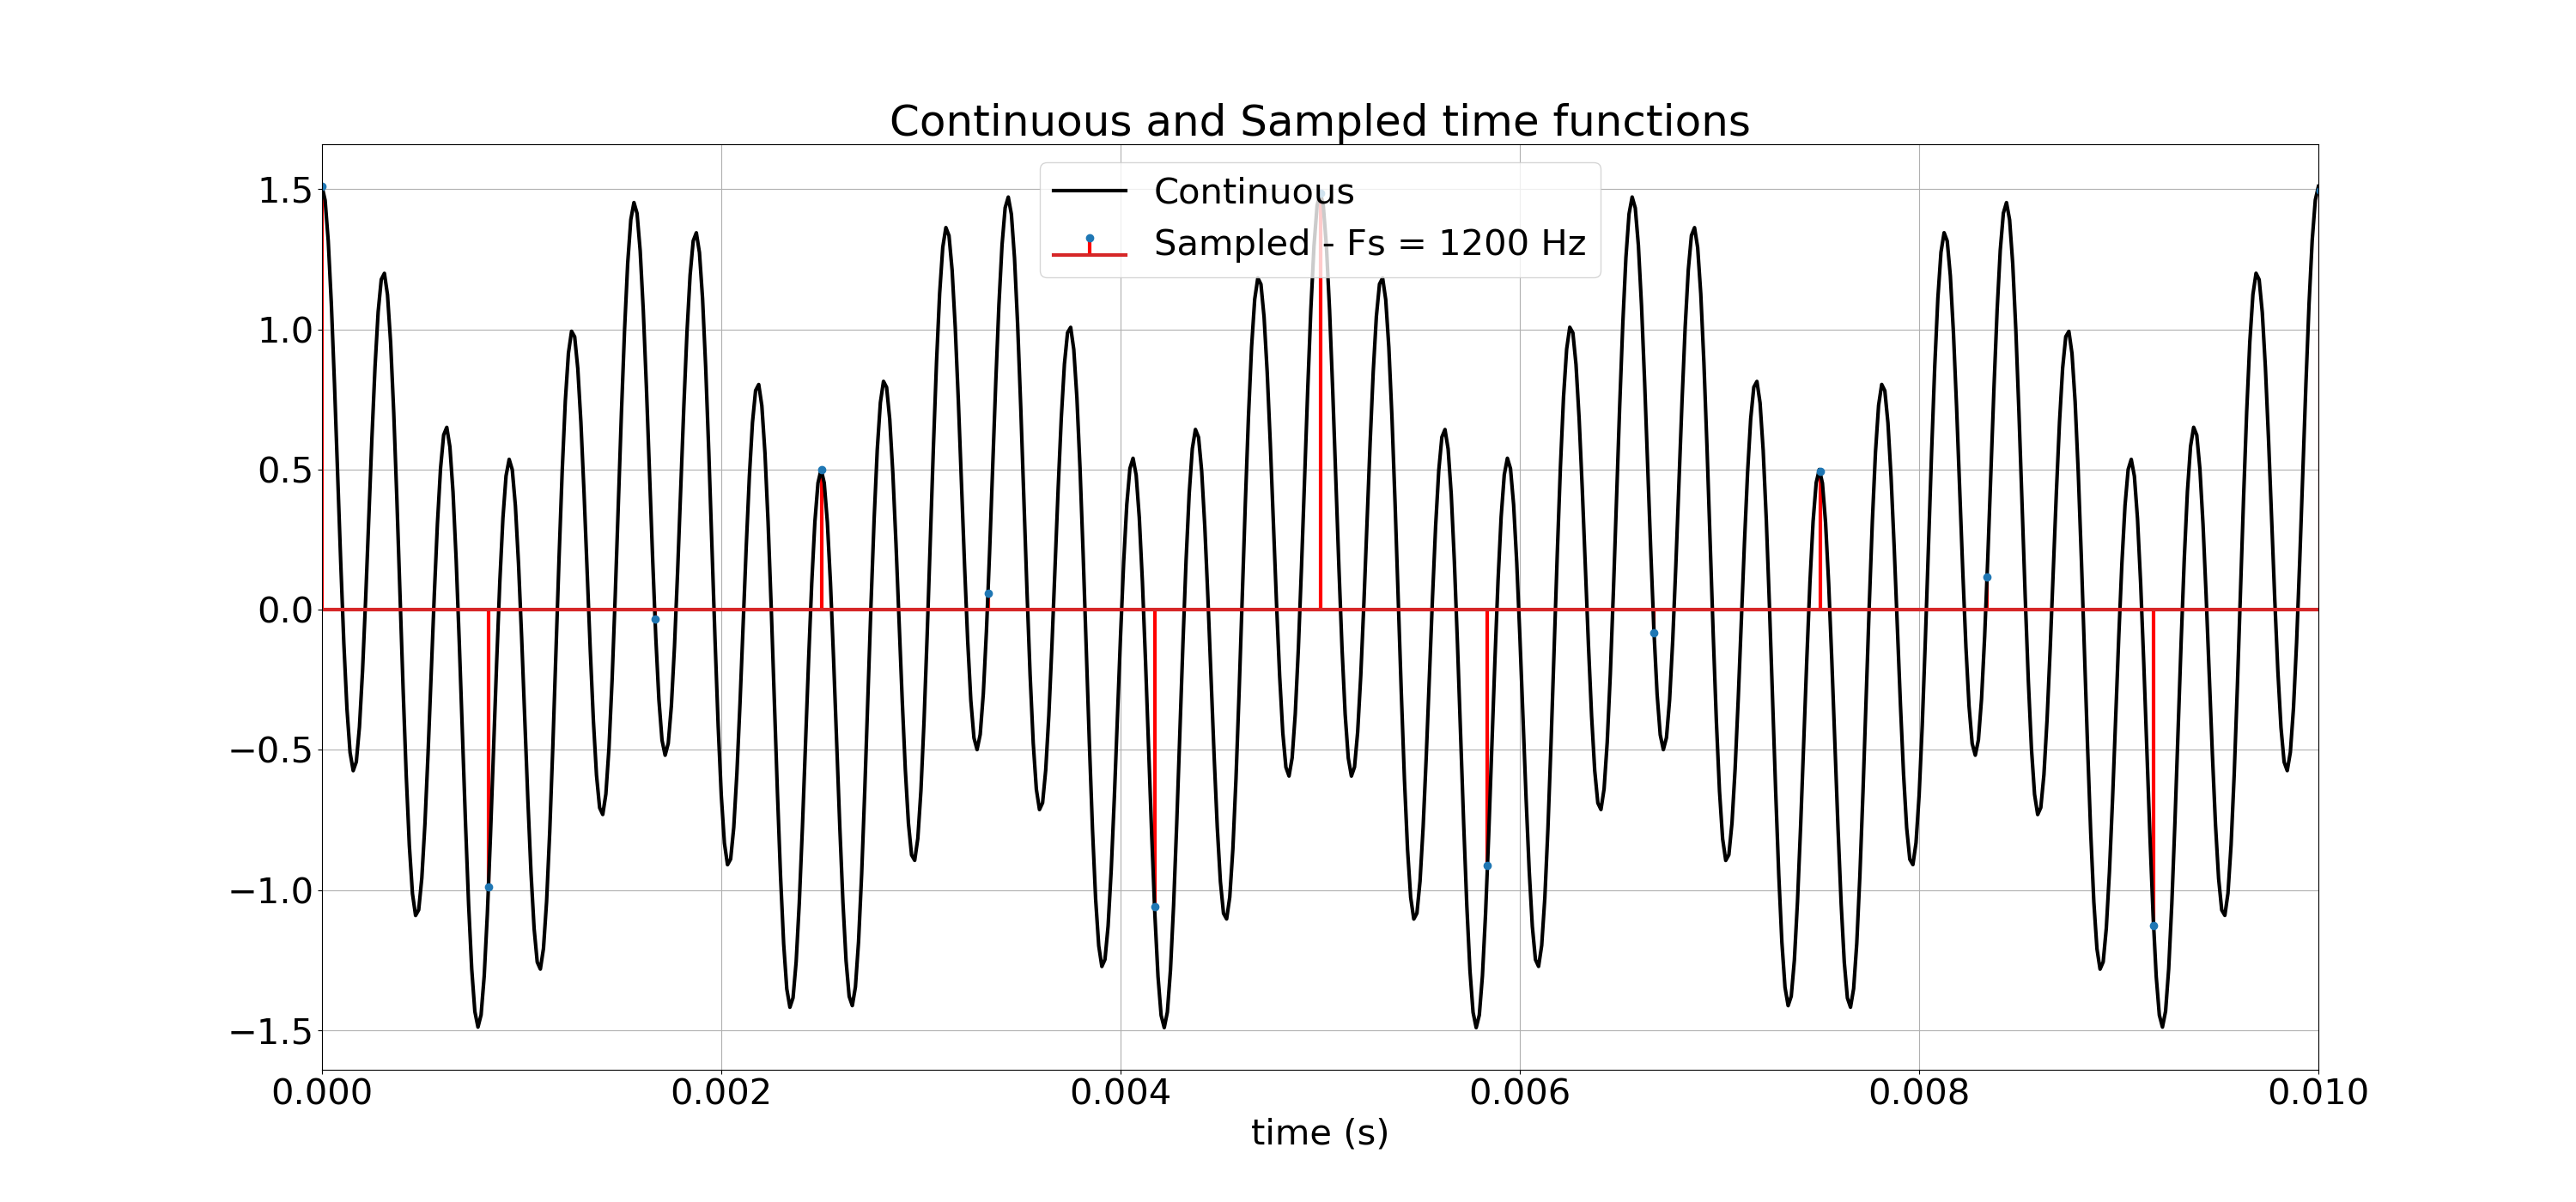 Continuous and Sampled time functions
Continuous
Sampled - Fs = 1200 Hz
1.5
1.0
0.5
0.0
−0.5
−1.0
−1.5
0.000 0.002 0.004 0.006 0.008 0.010
time (s)